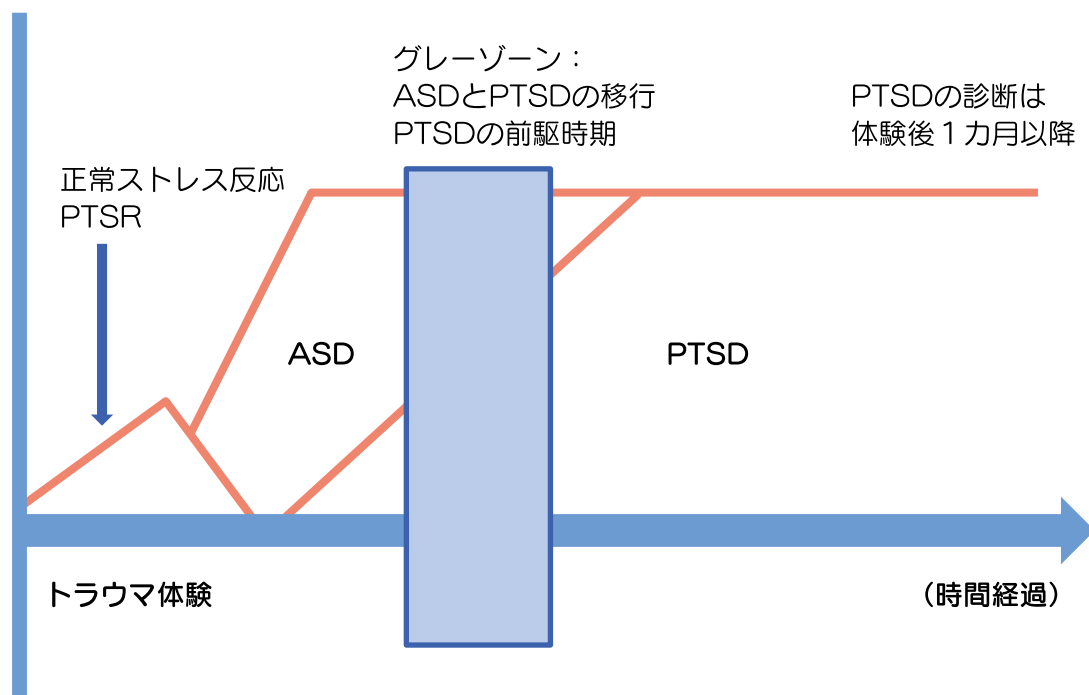 グレーゾーン：
ASDとPTSDの移行
PTSDの前駆時期
PTSDの診断は
体験後１カ月以降
正常ストレス反応
PTSR
ASD
PTSD
トラウマ体験
（時間経過）